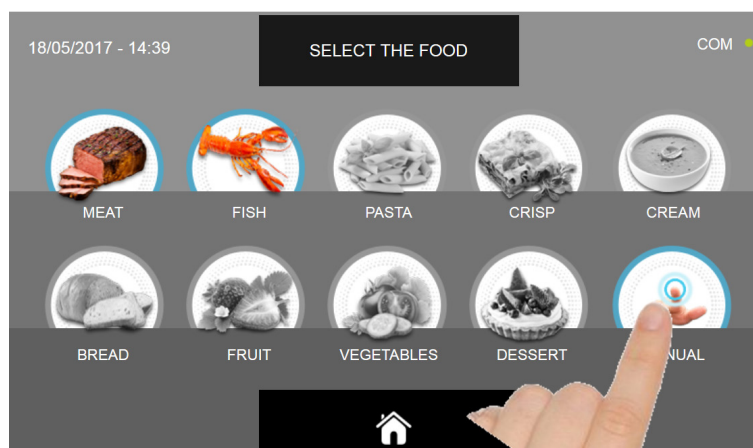 18/05/2017 - 14:39
SELECT THE FOOD
COM
MEAT
FISH
PASTA
CRISP
CREAM
BREAD
FRUIT
VEGETABLES
DESSERT